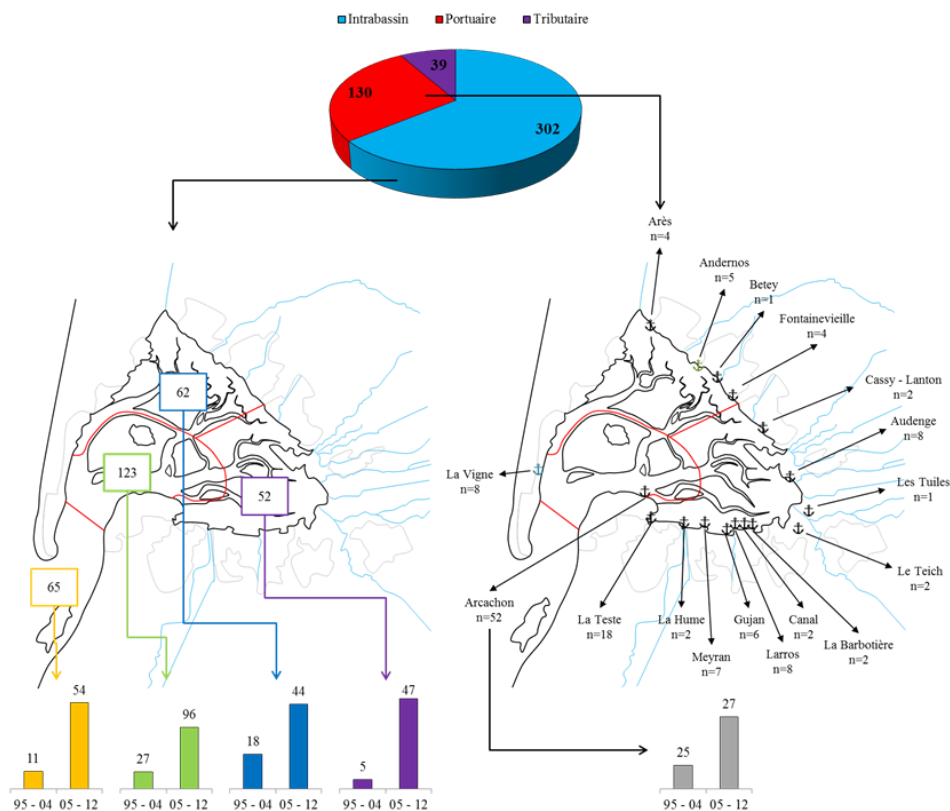 Intrabassin
Portuaire
Tributaire
39
130
302
Arès
n=4
Andernos
n=5
Betey
n=1
Fontainevieille
n=4
Cassy - Lanton
n=2
Audenge
n=8
Les Tuiles
n=1
Le Teich
n=2
La Vigne
n=8
Arcachon
n=52
La Teste
n=18
La Hume
n=2
Meyran
n=7
Gujan
n=6
Larros
n=8
Canal
n=2
La Barbotière
n=2
62
123
52
65
11
54
95 - 04
05 - 12
27
96
95 - 04
05 - 12
18
44
95 - 04
05 - 12
5
47
95 - 04
05 - 12
25
27
95 - 04
05 - 12